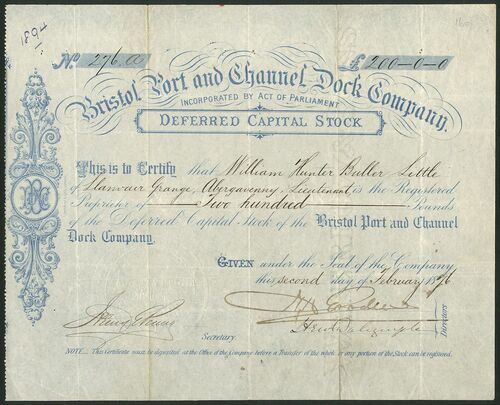 1894
No. 276.00 £ 200-0-0
Bristol Port and Channel Dock Company.
INCORPORATED BY ACT OF PARLIAMENT
DEFERRED CAPITAL STOCK
This is to Certify that William Hunter Butler Little
of Llanvair Grange, Abergavenny, Lieutenant is the Registered
Proprietor of Two hundred Pounds
of the Deferred Capital Stock of the Bristol Port and Channel
Dock Company.
GIVEN under the Seal of the Company
this second day of February 1876
Directors
Secretary.
NOTE. This Certificate must be deposited at the Office of the Company before a Transfer of the whole or any portion of the Stock can be registered.